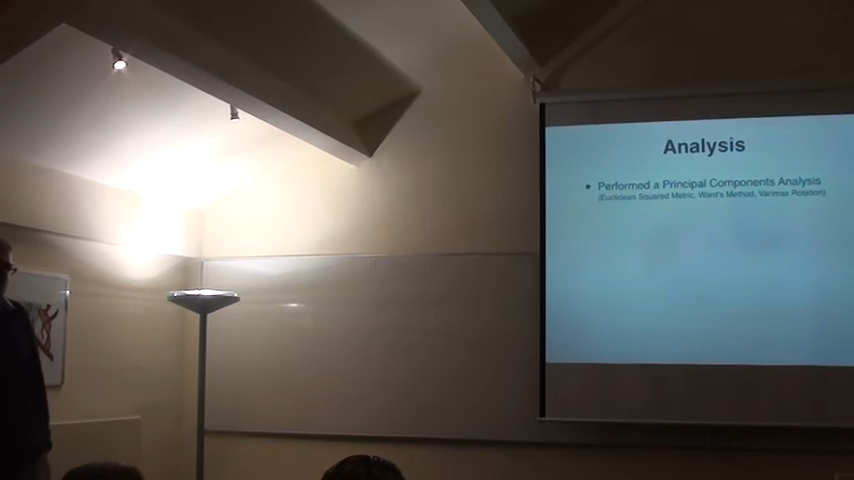 Analysis
• Performed a Principal Components Analysis
(Euclidean Squared Metric, Ward's Method, Varimax Rotation)